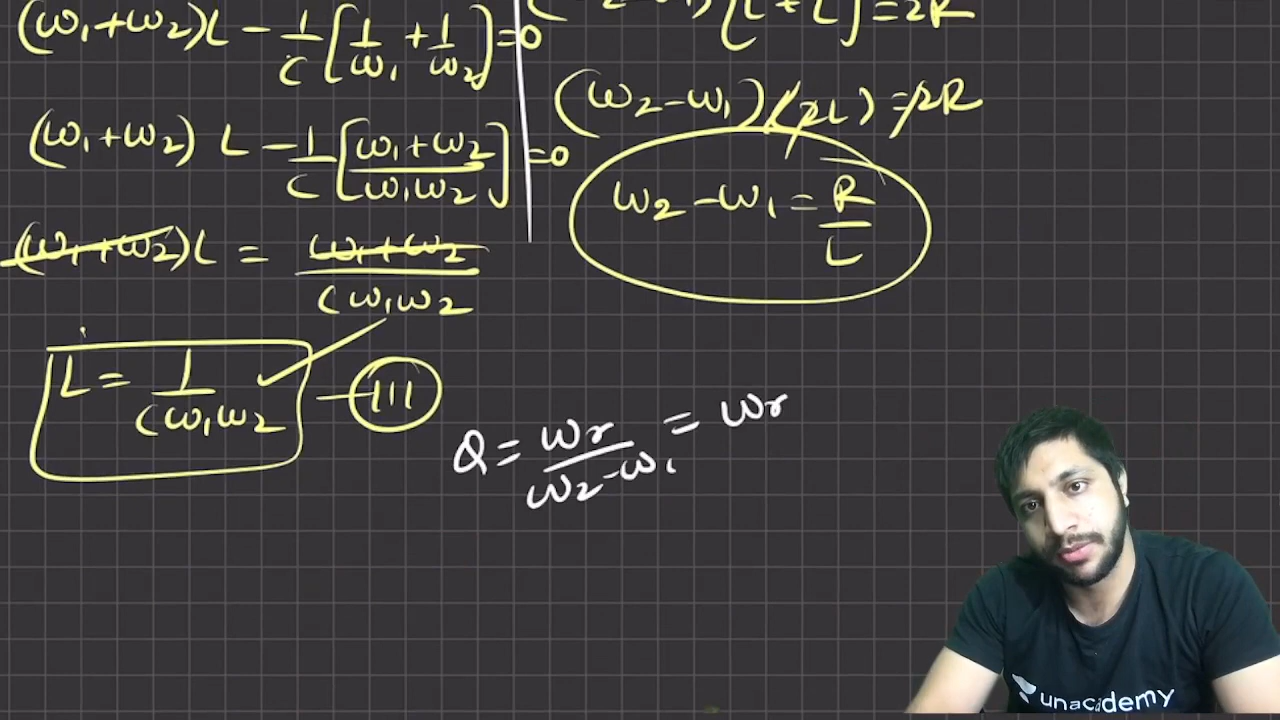 (ω₁+ω₂)L - 1/C [1/ω₁ + 1/ω₂] = 0
(ω₁+ω₂) L - 1/C [(ω₁+ω₂)/(ω₁ω₂)] = 0
(ω₁+ω₂)L = (ω₁+ω₂)/(Cω₁ω₂)
L = 1/(Cω₁ω₂) - III
[L + L] = 2R
(ω₂-ω₁)(2L) = 2R
ω₂-ω₁ = R/L
Q = ωr/(ω₂-ω₁) = ωr
unacademy